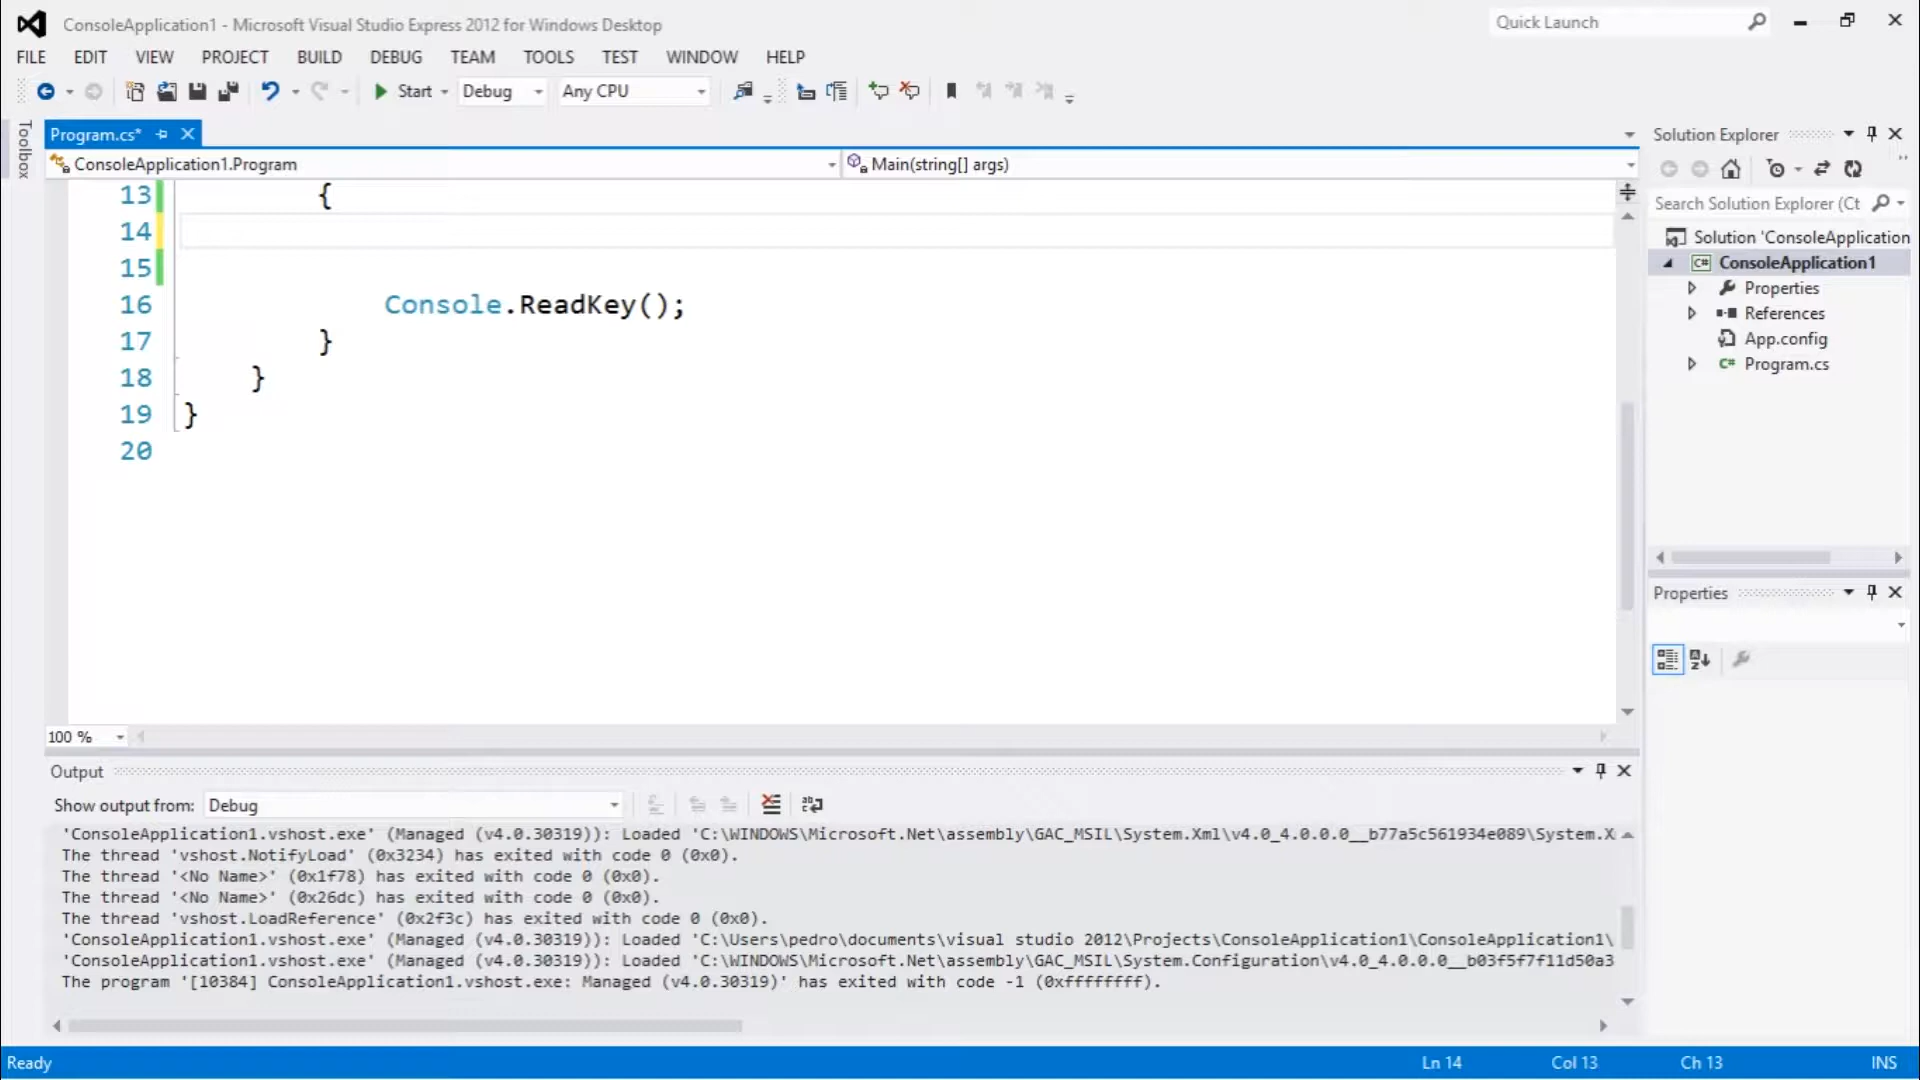 ConsoleApplication1 - Microsoft Visual Studio Express 2012 for Windows Desktop
Quick Launch
FILE EDIT VIEW PROJECT BUILD DEBUG TEAM TOOLS TEST WINDOW HELP
Start Debug Any CPU
Toolbox
Program.cs*
ConsoleApplication1.Program
Main(string[] args)
13 {
14
15
16 Console.ReadKey();
17 }
18 }
19 }
20
100 %
Solution Explorer
Search Solution Explorer (Ct
Solution 'ConsoleApplication
C# ConsoleApplication1
Properties
References
App.config
C# Program.cs
Properties
Output
Show output from: Debug
'ConsoleApplication1.vshost.exe' (Managed (v4.0.30319)): Loaded 'C:\WINDOWS\Microsoft.Net\assembly\GAC_MSIL\System.Xml\v4.0_4.0.0.0__b77a5c561934e089\System.X
The thread 'vshost.NotifyLoad' (0x3234) has exited with code 0 (0x0).
The thread '<No Name>' (0x1f78) has exited with code 0 (0x0).
The thread '<No Name>' (0x26dc) has exited with code 0 (0x0).
The thread 'vshost.LoadReference' (0x2f3c) has exited with code 0 (0x0).
'ConsoleApplication1.vshost.exe' (Managed (v4.0.30319)): Loaded 'C:\Users\pedro\documents\visual studio 2012\Projects\ConsoleApplication1\ConsoleApplication1\
'ConsoleApplication1.vshost.exe' (Managed (v4.0.30319)): Loaded 'C:\WINDOWS\Microsoft.Net\assembly\GAC_MSIL\System.Configuration\v4.0_4.0.0.0__b03f5f7f11d50a3
The program '[10384] ConsoleApplication1.vshost.exe: Managed (v4.0.30319)' has exited with code -1 (0xffffffff).
Ready
Ln 14 Col 13 Ch 13 INS